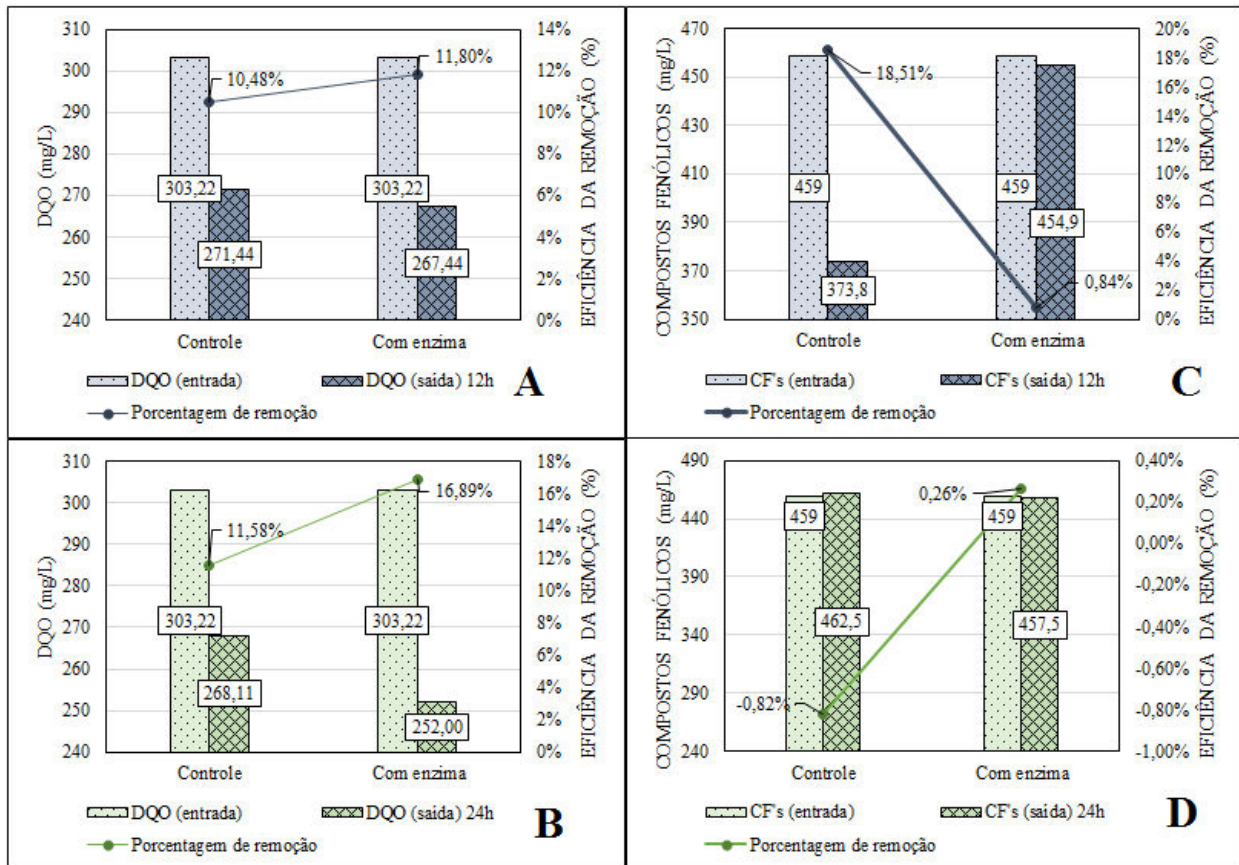 DQO (mg/L)
310
300
290
280
270
260
250
240
14%
12%
10%
8%
6%
4%
2%
0%
EFICIÊNCIA DA REMOÇÃO (%)
10,48%
11,80%
303,22
271,44
303,22
267,44
Controle
Com enzima
DQO (entrada)
DQO (saída) 12h
Porcentagem de remoção
A
COMPOSTOS FENÓLICOS (mg/L)
470
450
430
410
390
370
350
20%
18%
16%
14%
12%
10%
8%
6%
4%
2%
0%
EFICIÊNCIA DA REMOÇÃO (%)
18,51%
0,84%
459
373,8
459
454,9
Controle
Com enzima
CF's (entrada)
CF's (saída) 12h
Porcentagem de remoção
C
DQO (mg/L)
310
300
290
280
270
260
250
240
18%
16%
14%
12%
10%
8%
6%
4%
2%
0%
EFICIÊNCIA DA REMOÇÃO (%)
11,58%
16,89%
303,22
268,11
303,22
252,00
Controle
Com enzima
DQO (entrada)
DQO (saída) 24h
Porcentagem de remoção
B
COMPOSTOS FENÓLICOS (mg/L)
490
440
390
340
290
240
0,40%
0,20%
0,00%
-0,20%
-0,40%
-0,60%
-0,80%
-1,00%
EFICIÊNCIA DA REMOÇÃO (%)
-0,82%
0,26%
459
462,5
459
457,5
Controle
Com enzima
CF's (entrada)
CF's (saída) 24h
Porcentagem de remoção
D